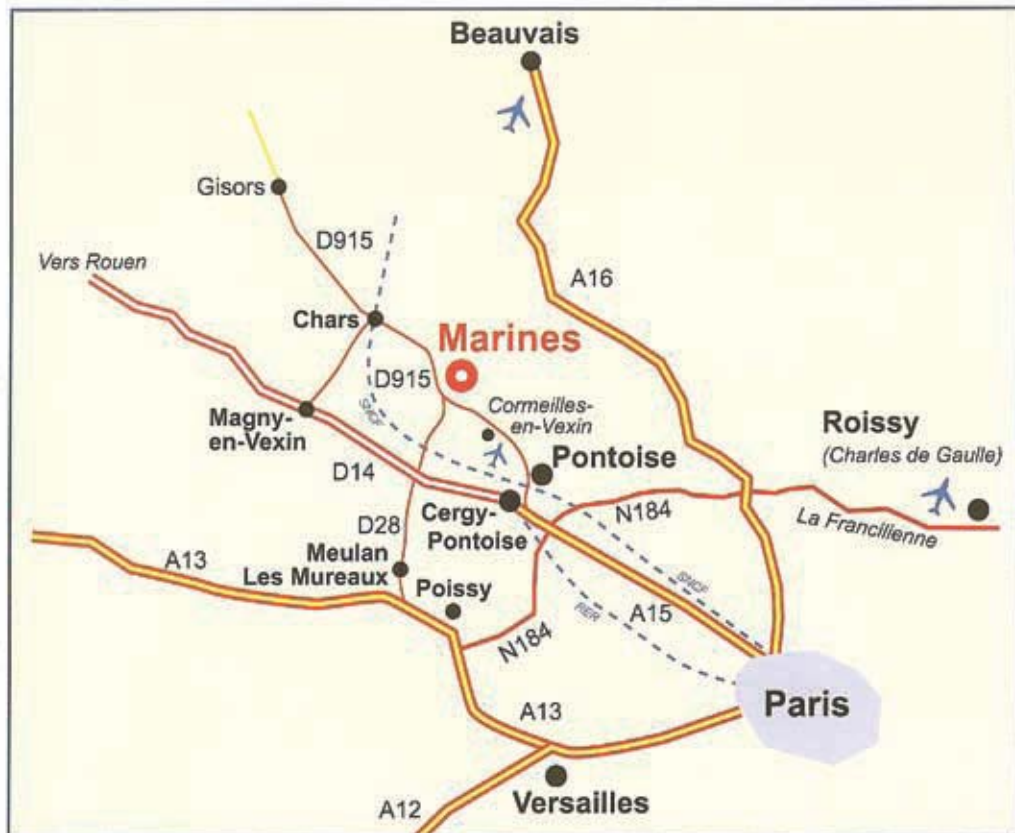 Beauvais
Gisors
D915
Vers Rouen
A16
Chars
Marines
D915
SNCF
Cormeilles-
en-Vexin
Magny-
en-Vexin
Roissy
(Charles de Gaulle)
Pontoise
D14
N184
La Francilienne
Cergy-
Pontoise
D28
A13
Meulan
Les Mureaux
Poissy
SNCF
RER
A15
N184
Paris
A13
Versailles
A12